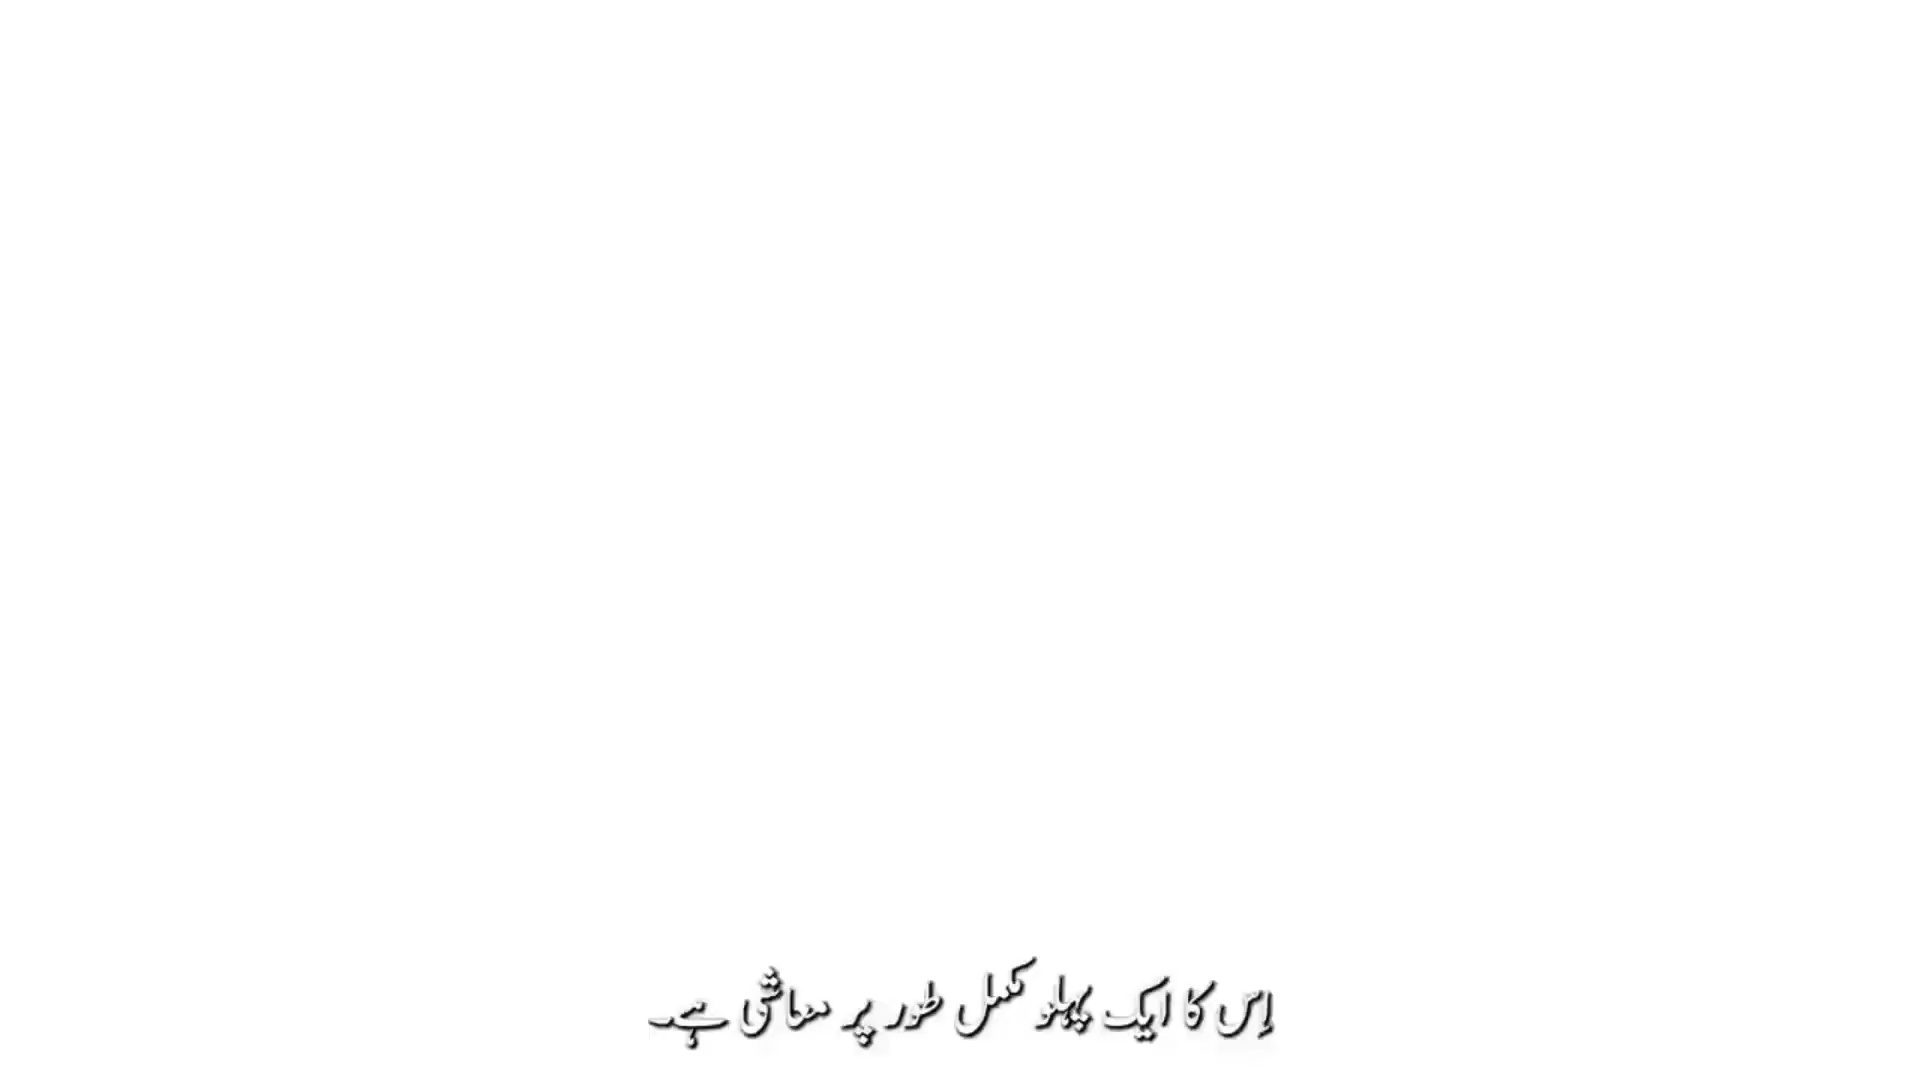 اِس کا ایک پہلو مکمل طور پر معاشی ہے۔